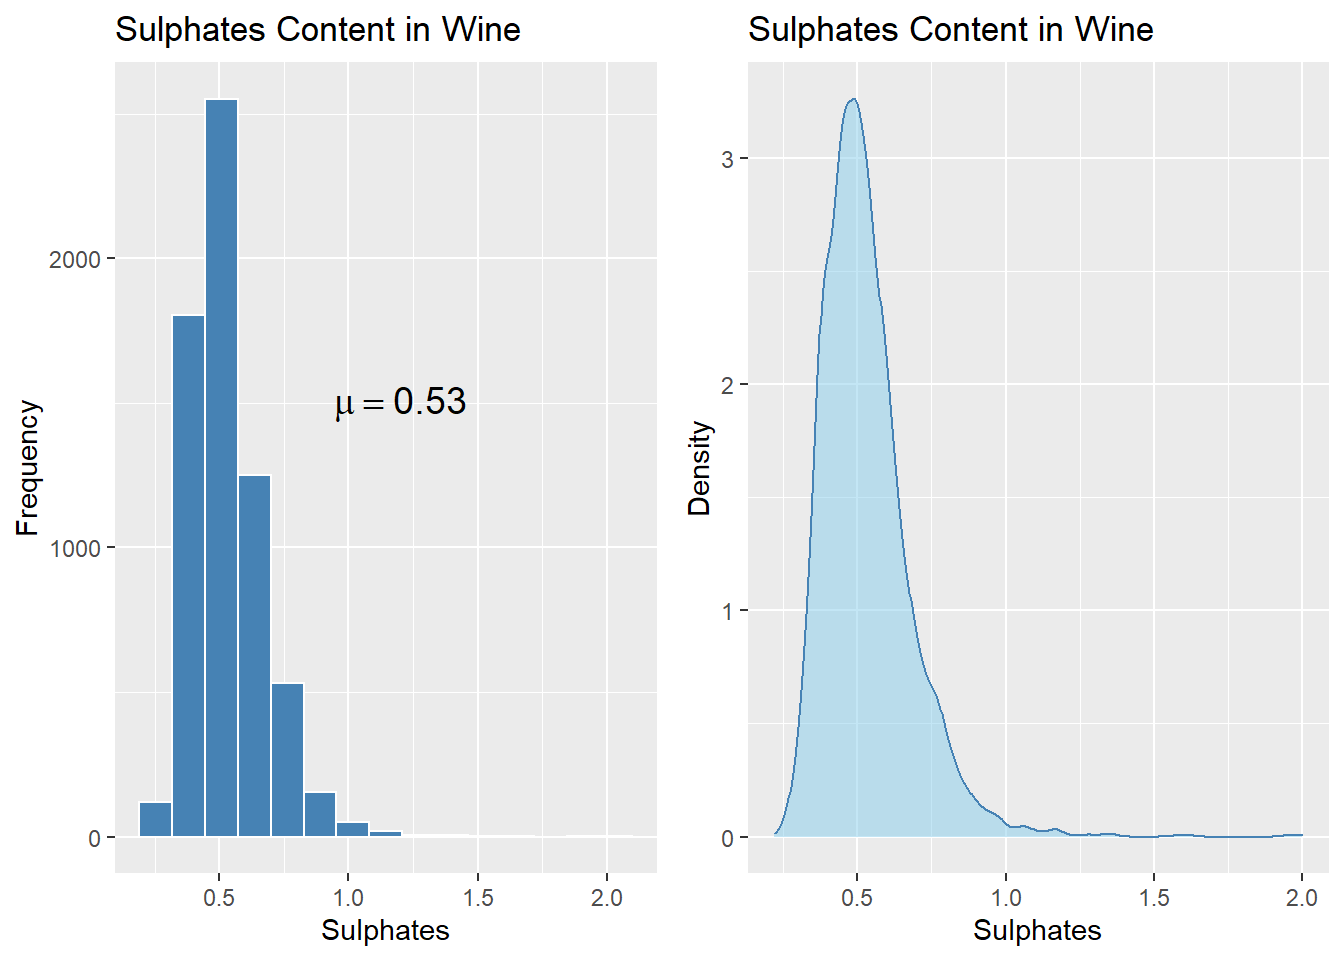 Sulphates Content in Wine
Frequency
2000
1000
0
μ = 0.53
0.5 1.0 1.5 2.0
Sulphates
Sulphates Content in Wine
Density
3
2
1
0
0.5 1.0 1.5 2.0
Sulphates